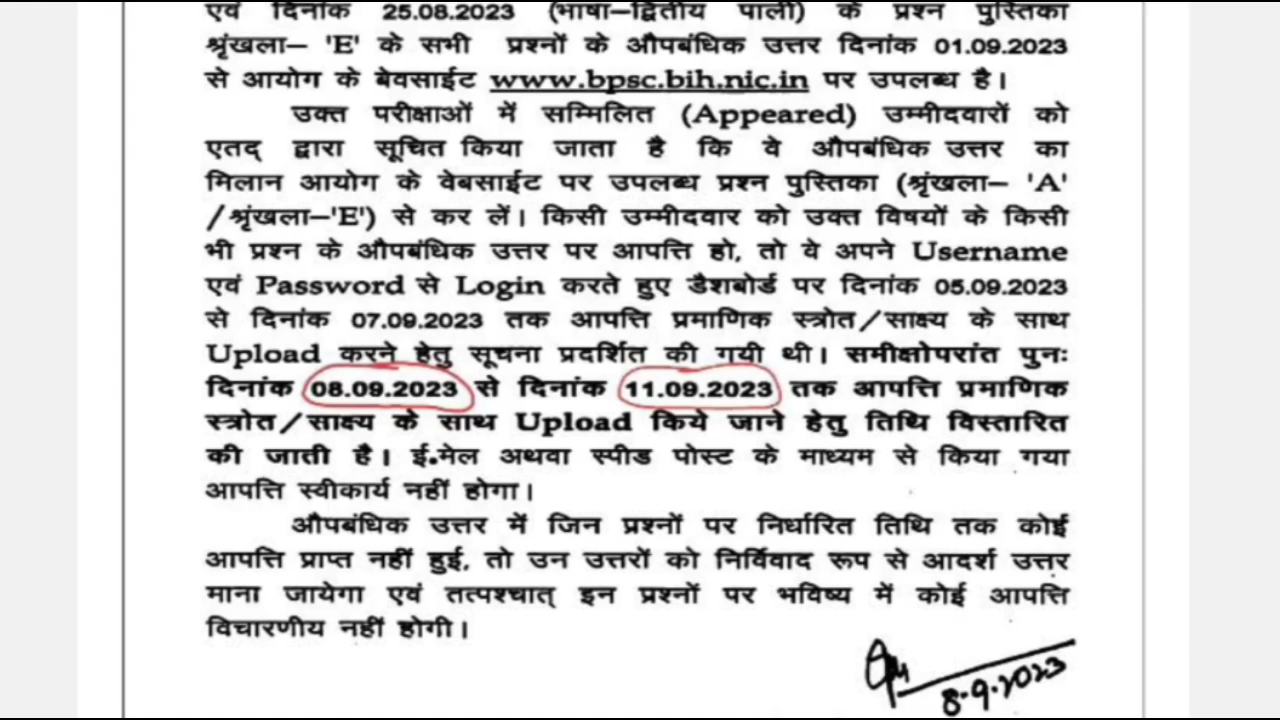 एवं दिनांक 25.08.2023 (भाषा–द्वितीय पाली) के प्रश्न पुस्तिका
श्रृंखला– 'E' के सभी प्रश्नों के औपबंधिक उत्तर दिनांक 01.09.2023
से आयोग के बेवसाईट www.bpsc.bih.nic.in पर उपलब्ध है।
उक्त परीक्षाओं में सम्मिलित (Appeared) उम्मीदवारों को
एतद् द्वारा सूचित किया जाता है कि वे औपबंधिक उत्तर का
मिलान आयोग के वेबसाईट पर उपलब्ध प्रश्न पुस्तिका (श्रृंखला– 'A'
/श्रृंखला–'E') से कर लें। किसी उम्मीदवार को उक्त विषयों के किसी
भी प्रश्न के औपबंधिक उत्तर पर आपत्ति हो, तो वे अपने Username
एवं Password से Login करते हुए डैशबोर्ड पर दिनांक 05.09.2023
से दिनांक 07.09.2023 तक आपत्ति प्रमाणिक स्त्रोत/साक्ष्य के साथ
Upload करने हेतु सूचना प्रदर्शित की गयी थी। समीक्षोपरांत पुनः
दिनांक 08.09.2023 से दिनांक 11.09.2023 तक आपत्ति प्रमाणिक
स्त्रोत/साक्ष्य के साथ Upload किये जाने हेतु तिथि विस्तारित
की जाती है। ई.मेल अथवा स्पीड पोस्ट के माध्यम से किया गया
आपत्ति स्वीकार्य नहीं होगा।
औपबंधिक उत्तर में जिन प्रश्नों पर निर्धारित तिथि तक कोई
आपत्ति प्राप्त नहीं हुई, तो उन उत्तरों को निर्विवाद रूप से आदर्श उत्तर
माना जायेगा एवं तत्पश्चात् इन प्रश्नों पर भविष्य में कोई आपत्ति
विचारणीय नहीं होगी।
8.9.2023